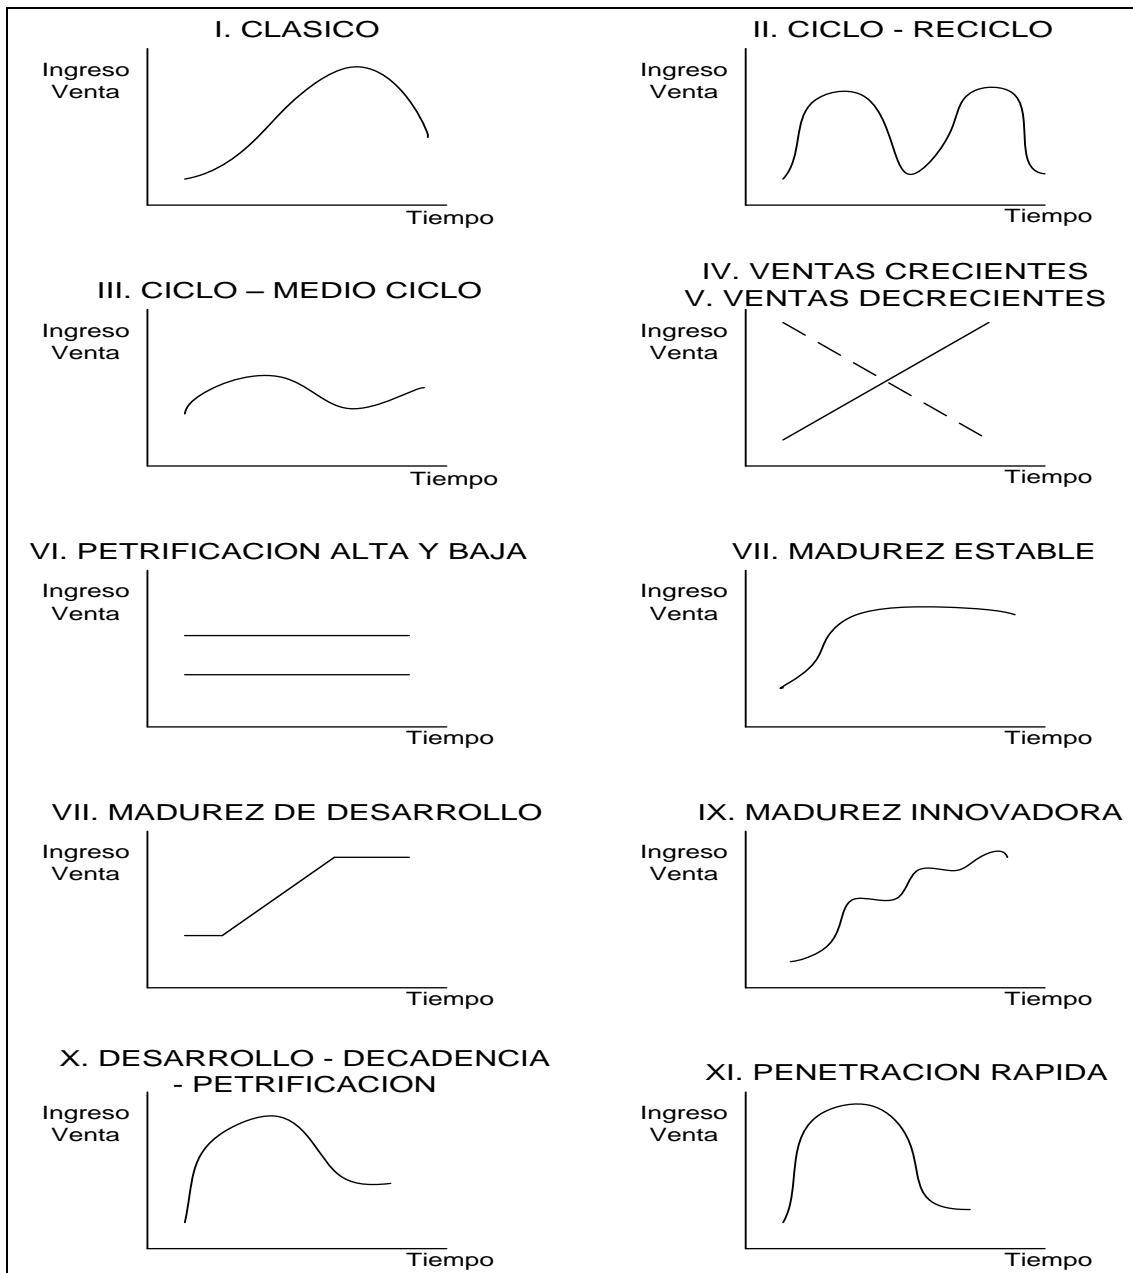 I. CLASICO
Ingreso
Venta
Tiempo
II. CICLO - RECICLO
Ingreso
Venta
Tiempo
III. CICLO – MEDIO CICLO
Ingreso
Venta
Tiempo
IV. VENTAS CRECIENTES
V. VENTAS DECRECIENTES
Ingreso
Venta
Tiempo
VI. PETRIFICACION ALTA Y BAJA
Ingreso
Venta
Tiempo
VII. MADUREZ ESTABLE
Ingreso
Venta
Tiempo
VII. MADUREZ DE DESARROLLO
Ingreso
Venta
Tiempo
IX. MADUREZ INNOVADORA
Ingreso
Venta
Tiempo
X. DESARROLLO - DECADENCIA
- PETRIFICACION
Ingreso
Venta
Tiempo
XI. PENETRACION RAPIDA
Ingreso
Venta
Tiempo